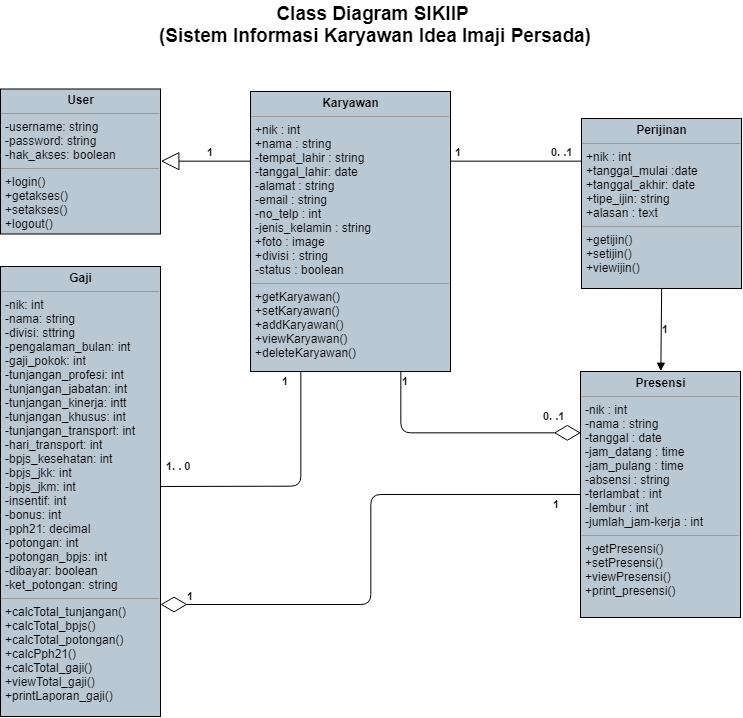 Class Diagram SIKIIP
(Sistem Informasi Karyawan Idea Imaji Persada)
User
-username: string
-password: string
-hak_akses: boolean
+login()
+getakses()
+setakses()
+logout()
1
Karyawan
+nik : int
+nama : string
-tempat_lahir : string
-tanggal_lahir: date
-alamat : string
-email : string
-no_telp : int
-jenis_kelamin : string
+foto : image
+divisi : string
-status : boolean
+getKaryawan()
+setKaryawan()
+addKaryawan()
+viewKaryawan()
+deleteKaryawan()
1
0..1
Perijinan
+nik : int
+tanggal_mulai :date
+tanggal_akhir: date
+tipe_ijin: string
+alasan : text
+getijin()
+setijin()
+viewijin()
1
Gaji
-nik: int
-nama: string
-divisi: sttring
-pengalaman_bulan: int
-gaji_pokok: int
-tunjangan_profesi: int
-tunjangan_jabatan: int
-tunjangan_kinerja: intt
-tunjangan_khusus: int
-tunjangan_transport: int
-hari_transport: int
-bpjs_kesehatan: int
-bpjs_jkk: int
-bpjs_jkm: int
-insentif: int
-bonus: int
-pph21: decimal
-potongan: int
-potongan_bpjs: int
-dibayar: boolean
-ket_potongan: string
+calcTotal_tunjangan()
+calcTotal_bpjs()
+calcTotal_potongan()
+calcPph21()
+calcTotal_gaji()
+viewTotal_gaji()
+printLaporan_gaji()
1
1..0
1
0..1
1
1
Presensi
-nik : int
-nama : string
-tanggal : date
-jam_datang : time
-jam_pulang : time
-absensi : string
-terlambat : int
-lembur : int
-jumlah_jam-kerja : int
+getPresensi()
+setPresensi()
+viewPresensi()
+print_presensi()